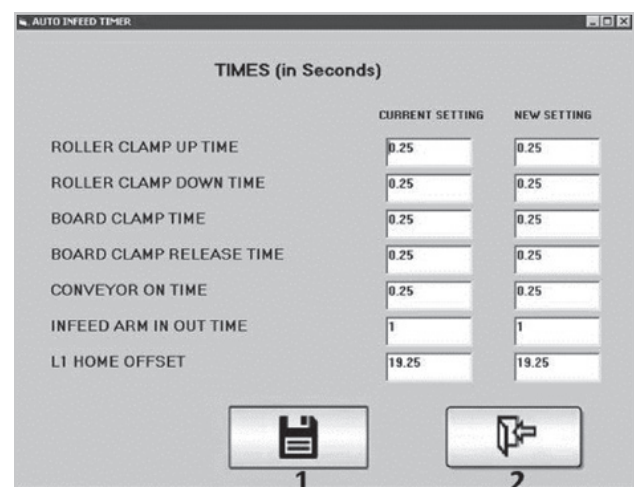 AUTO INFEED TIMER
TIMES (in Seconds)
CURRENT SETTING NEW SETTING
ROLLER CLAMP UP TIME 0.25 0.25
ROLLER CLAMP DOWN TIME 0.25 0.25
BOARD CLAMP TIME 0.25 0.25
BOARD CLAMP RELEASE TIME 0.25 0.25
CONVEYOR ON TIME 0.25 0.25
INFEED ARM IN OUT TIME 1 1
L1 HOME OFFSET 19.25 19.25
1 2